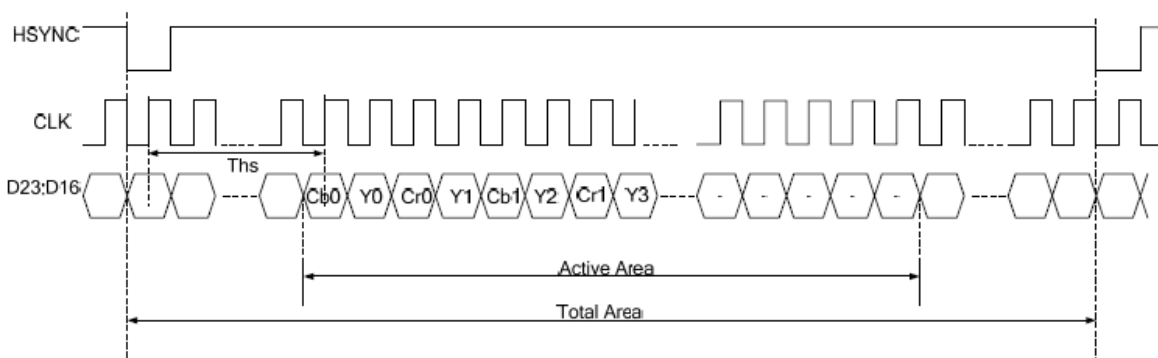 HSYNC
CLK
Ths
D23:D16
Cb0 Y0 Cr0 Y1 Cb1 Y2 Cr1 Y3 - - - - -
Active Area
Total Area